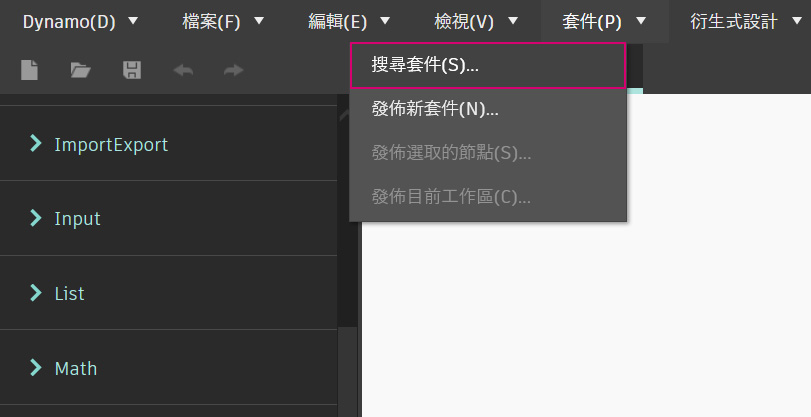 Dynamo(D) 檔案(F) 編輯(E) 檢視(V) 套件(P) 衍生式設計
搜尋套件(S)...
發佈新套件(N)...
發佈選取的節點(S)...
發佈目前工作區(C)...
ImportExport
Input
List
Math